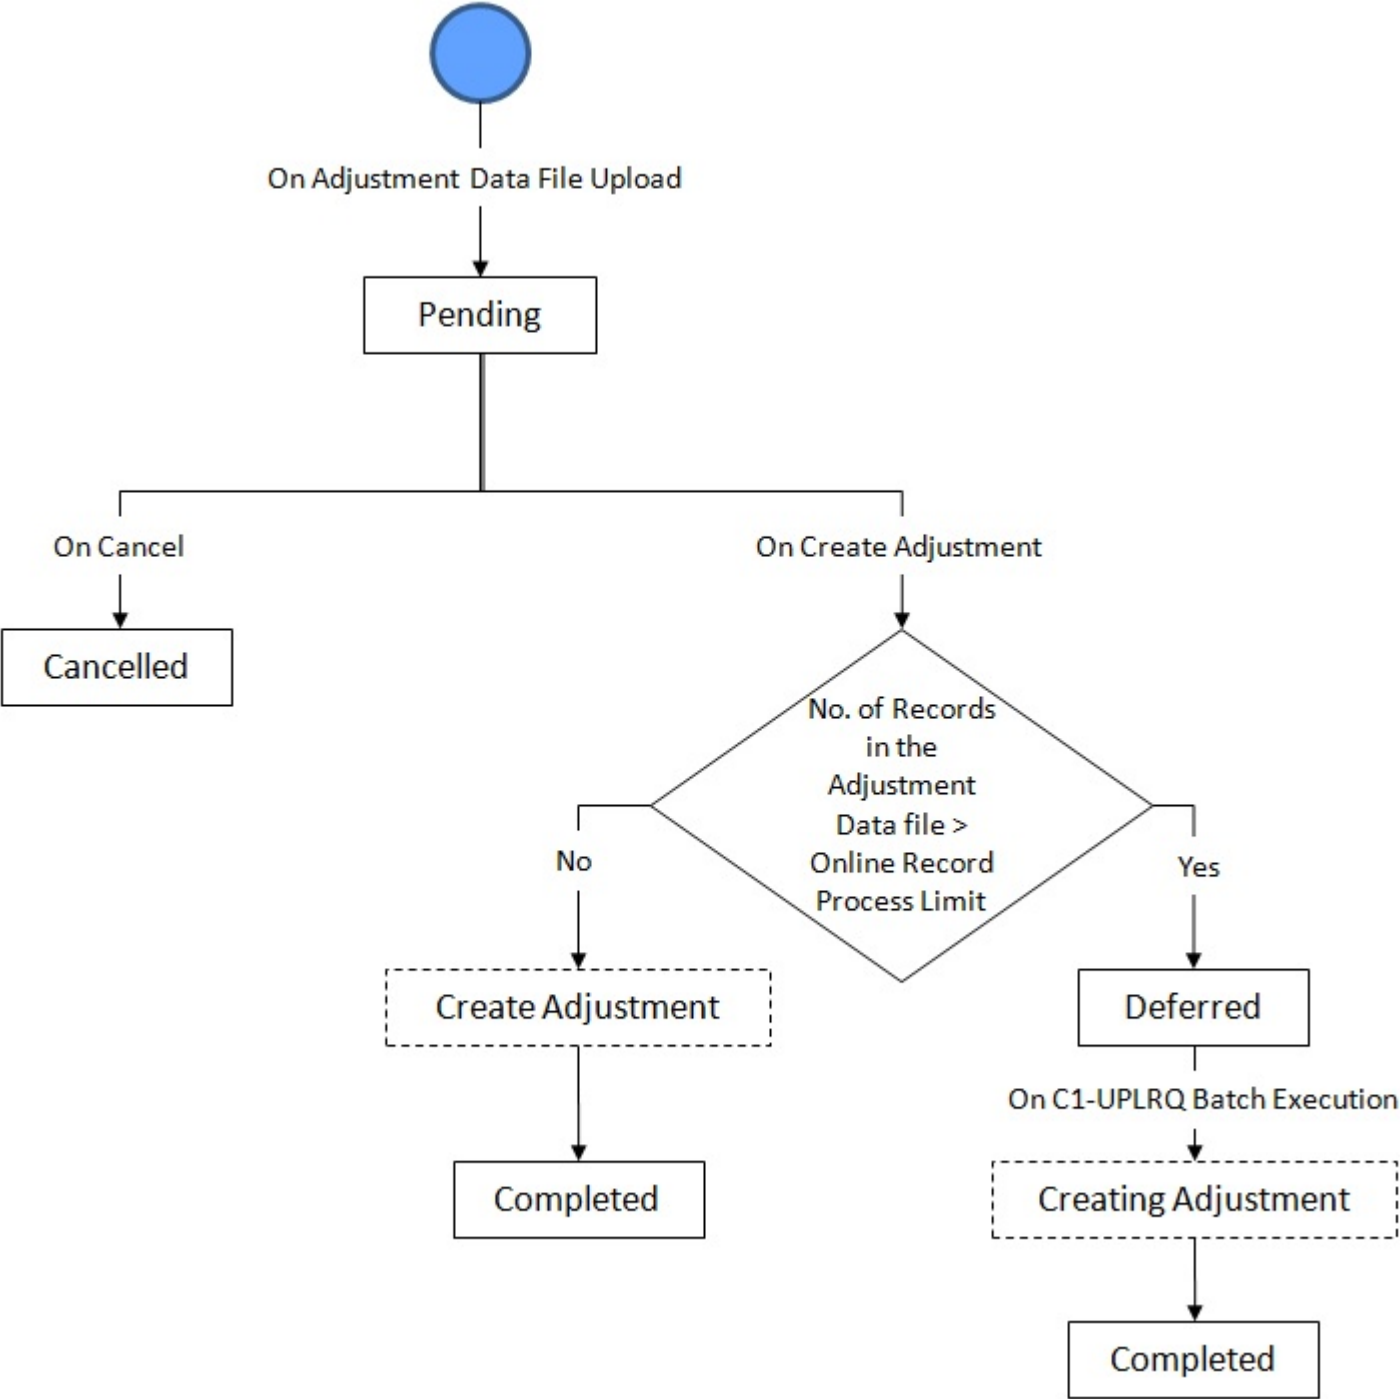 On Adjustment Data File Upload
Pending
On Cancel
On Create Adjustment
Cancelled
No. of Records
in the
Adjustment
Data file >
Online Record
Process Limit
No
Yes
Create Adjustment
Deferred
On C1-UPLRQ Batch Execution
Completed
Creating Adjustment
Completed